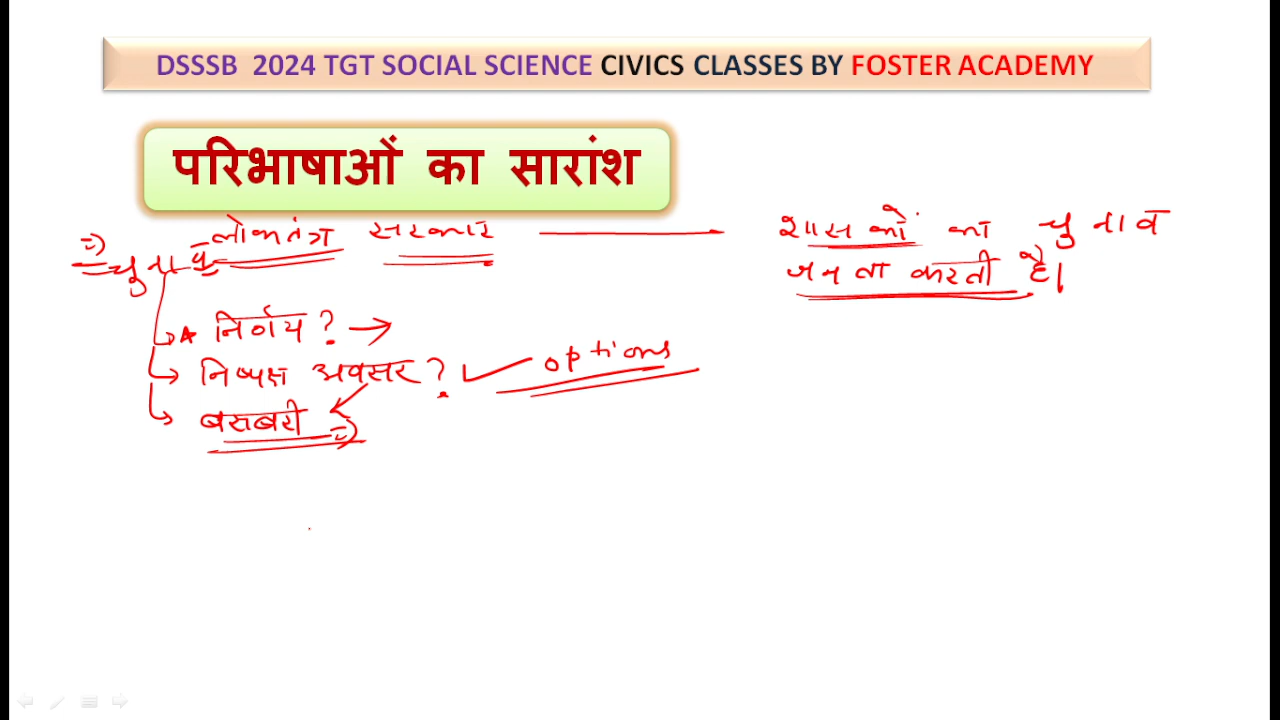 DSSSB 2024 TGT SOCIAL SCIENCE CIVICS CLASSES BY FOSTER ACADEMY
परिभाषाओं का सारांश
लोकतंत्र सरकार — शासकों का चुनाव
जनता करती है।
⇒ चुनाव
निर्णय ? →
निष्पक्ष अवसर ? ✓ options
बराबरी ⇒